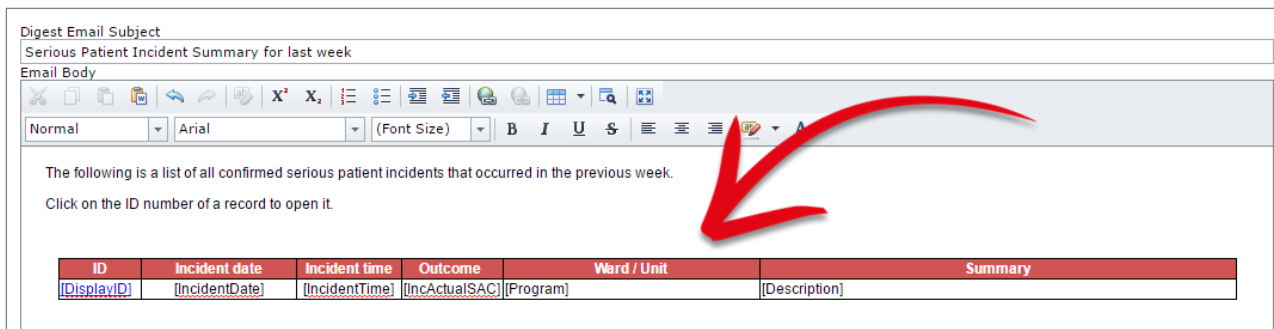 Digest Email Subject
Serious Patient Incident Summary for last week
Email Body
X² X₂
Normal Arial (Font Size) B I U S A
The following is a list of all confirmed serious patient incidents that occurred in the previous week.
Click on the ID number of a record to open it.
ID Incident date Incident time Outcome Ward / Unit Summary
[DisplayID] [IncidentDate] [IncidentTime] [IncActualSAC] [Program] [Description]